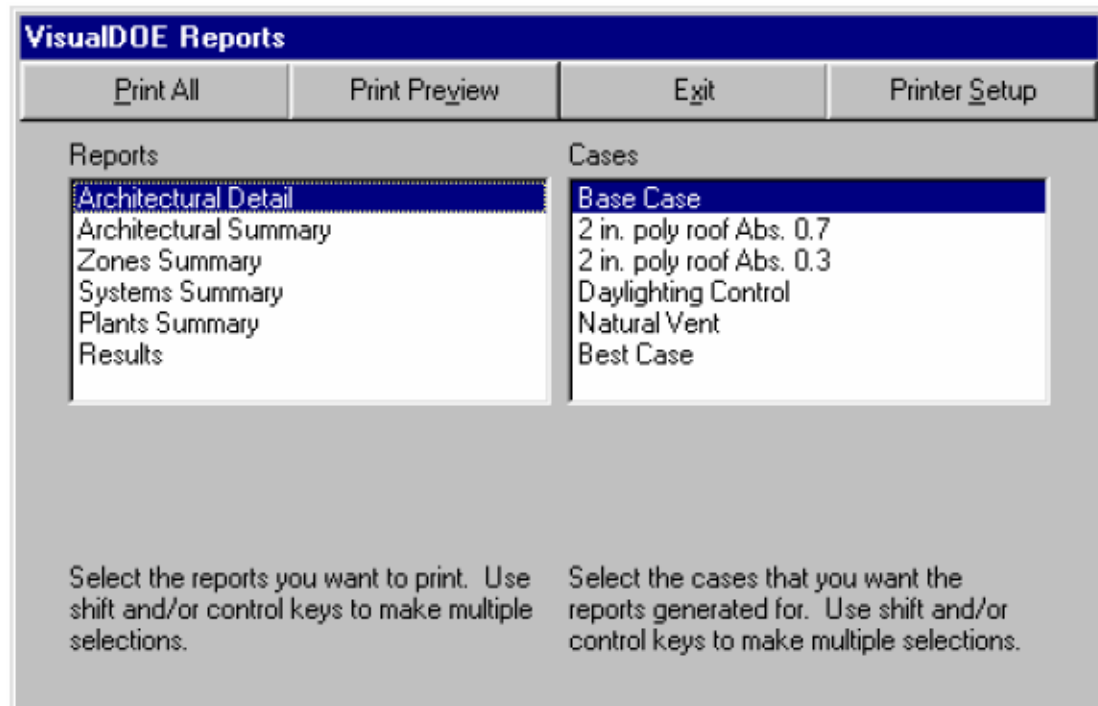 VisualDOE Reports
Print All
Print Preview
Exit
Printer Setup
Reports
Architectural Detail
Architectural Summary
Zones Summary
Systems Summary
Plants Summary
Results
Cases
Base Case
2 in. poly roof Abs. 0.7
2 in. poly roof Abs. 0.3
Daylighting Control
Natural Vent
Best Case
Select the reports you want to print. Use
shift and/or control keys to make multiple
selections.
Select the cases that you want the
reports generated for. Use shift and/or
control keys to make multiple selections.